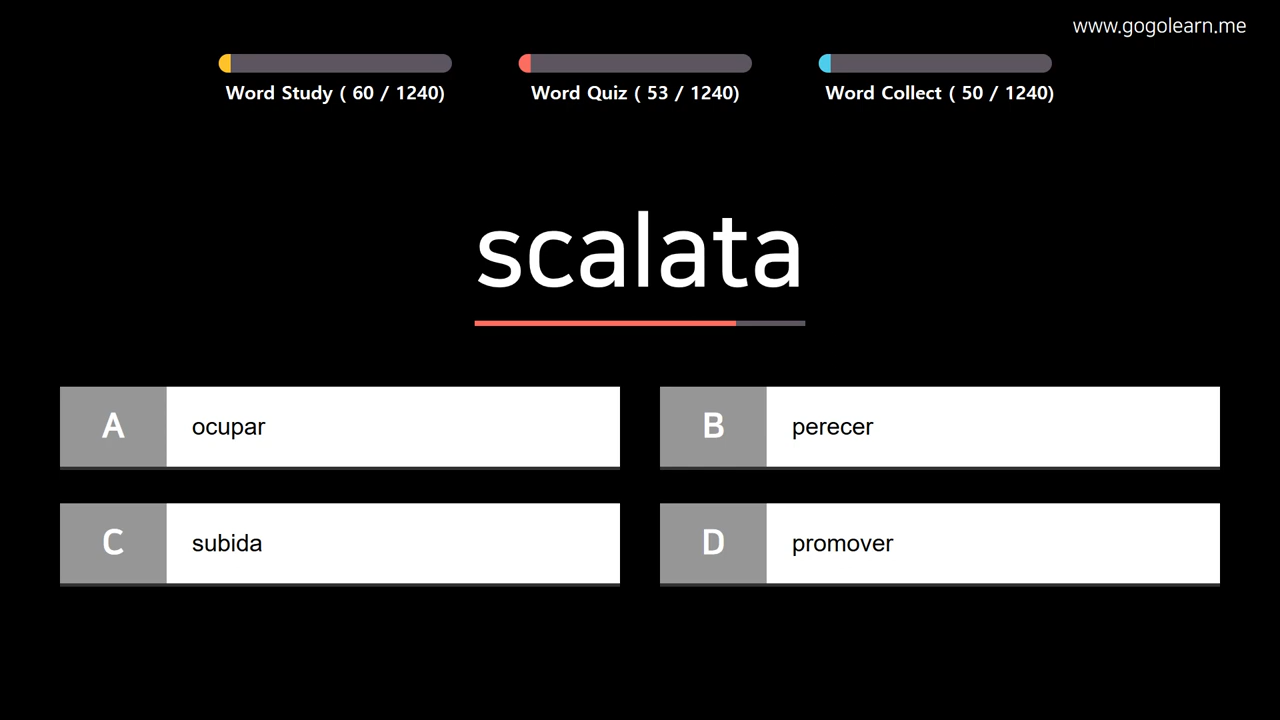 www.gogolearn.me
Word Study ( 60 / 1240)
Word Quiz ( 53 / 1240)
Word Collect ( 50 / 1240)
scalata
A ocupar
B perecer
C subida
D promover